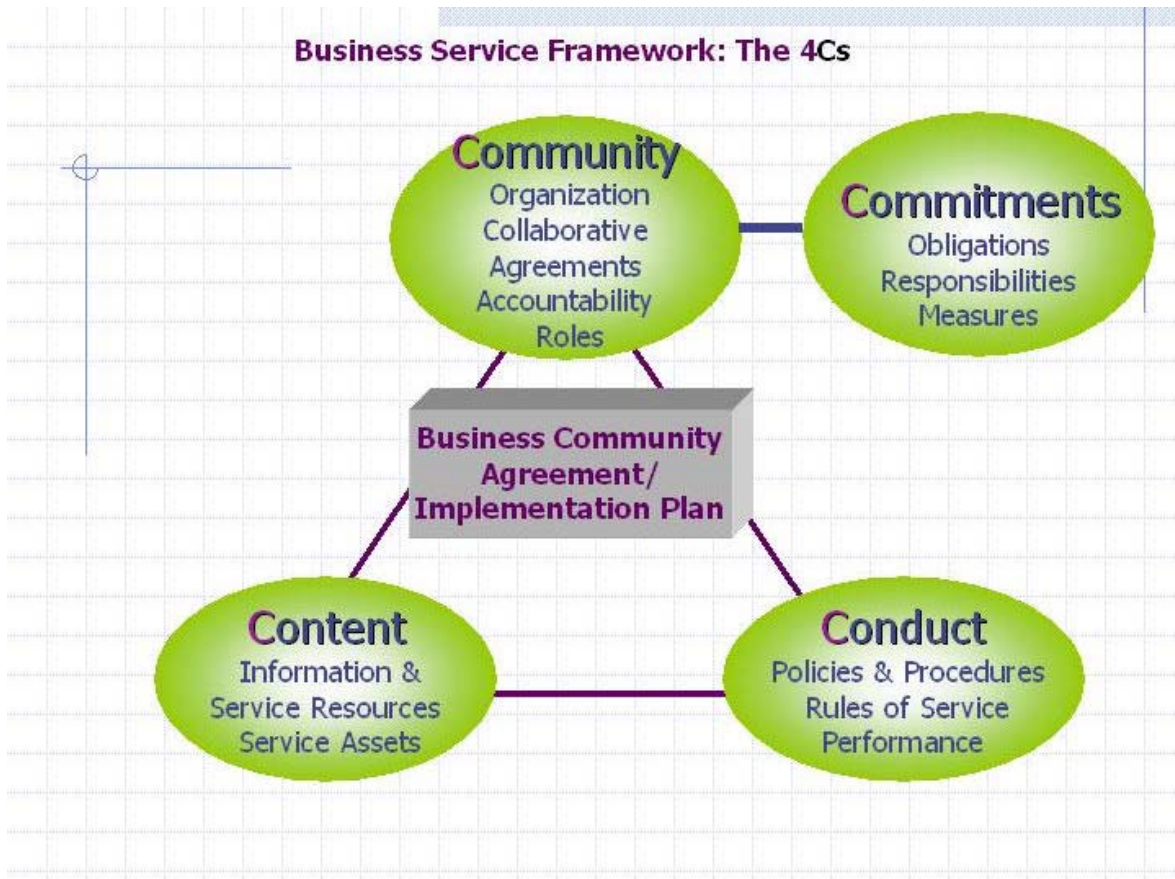 Business Service Framework: The 4Cs
Community
Organization
Collaborative
Agreements
Accountability
Roles
Commitments
Obligations
Responsibilities
Measures
Business Community
Agreement/
Implementation Plan
Content
Information &
Service Resources
Service Assets
Conduct
Policies & Procedures
Rules of Service
Performance